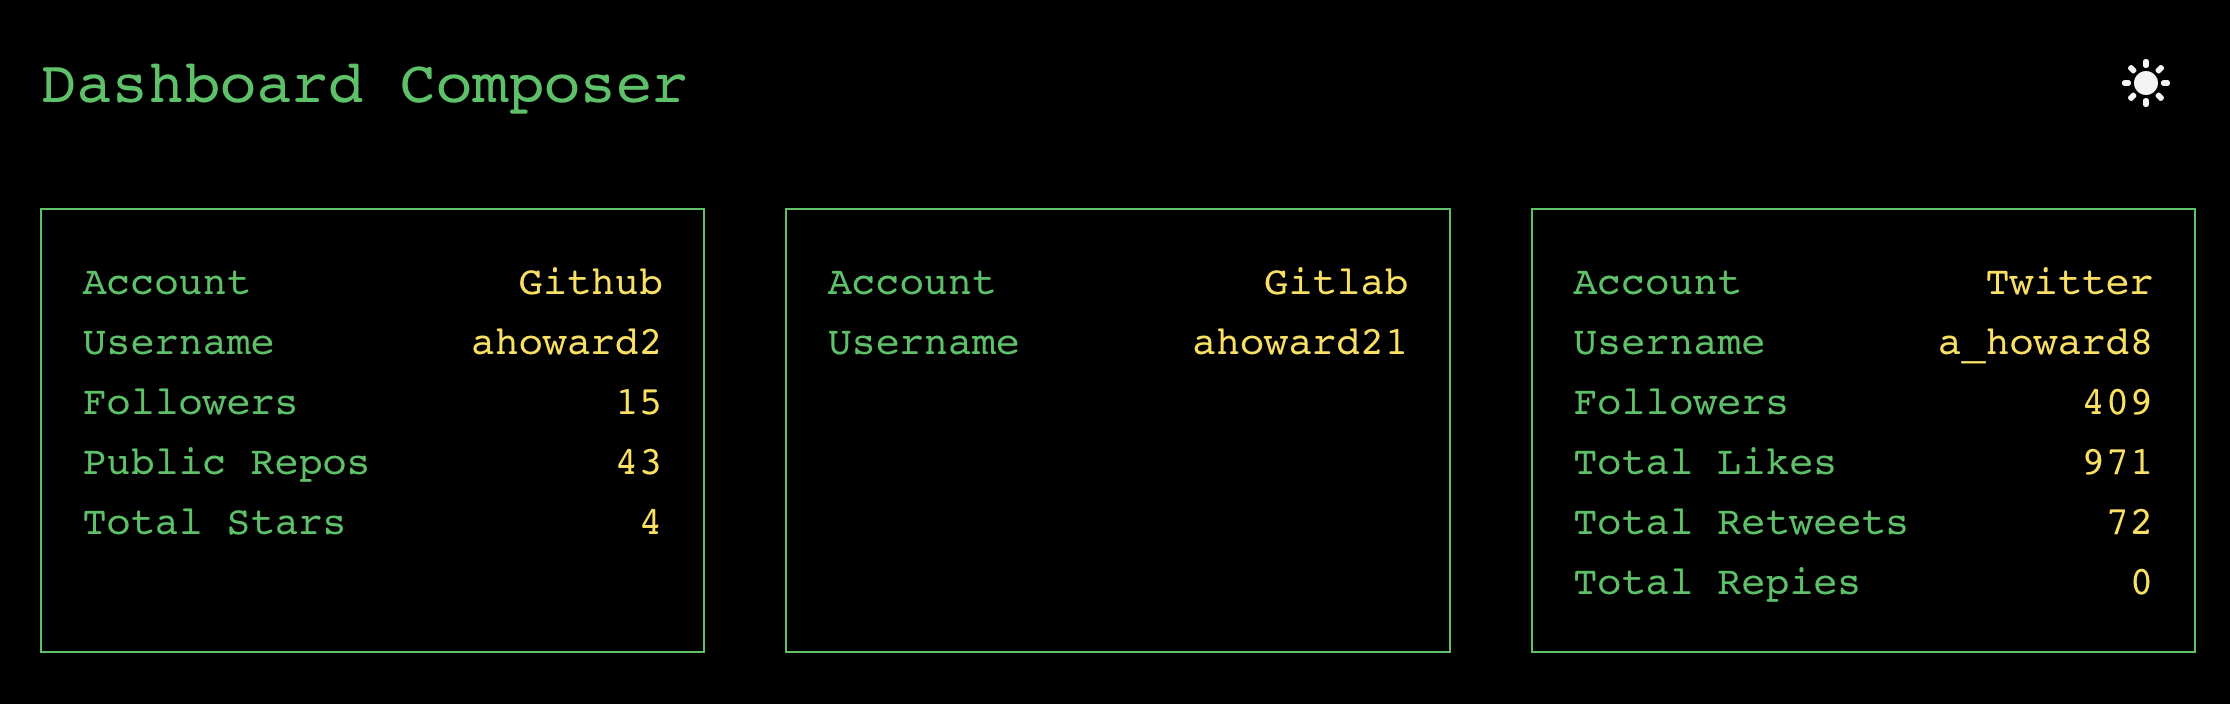 Dashboard Composer
Account Github
Username ahoward2
Followers 15
Public Repos 43
Total Stars 4
Account Gitlab
Username ahoward21
Account Twitter
Username a_howard8
Followers 409
Total Likes 971
Total Retweets 72
Total Repies 0